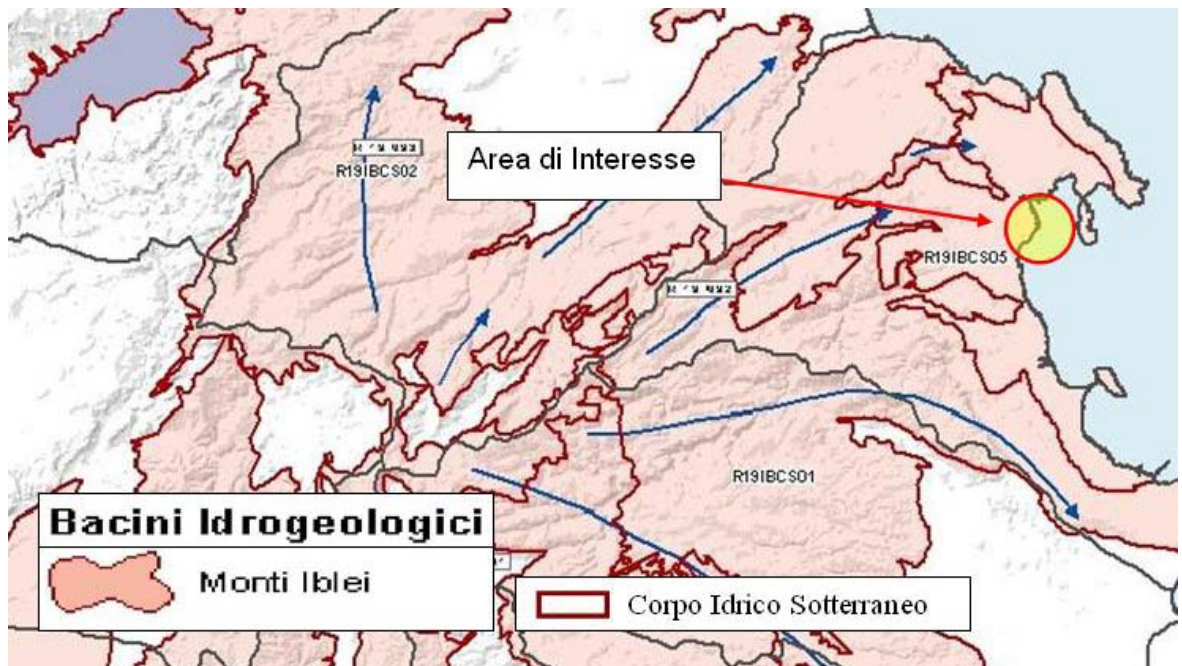 R19IBCS02
Area di Interesse
R19IBCS05
R19IBCS01
Bacini Idrogeologici
Monti Iblei
Corpo Idrico Sotterraneo